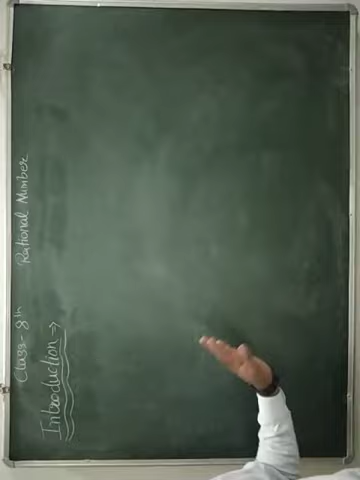 Class - 8th Rational Number
Introduction →